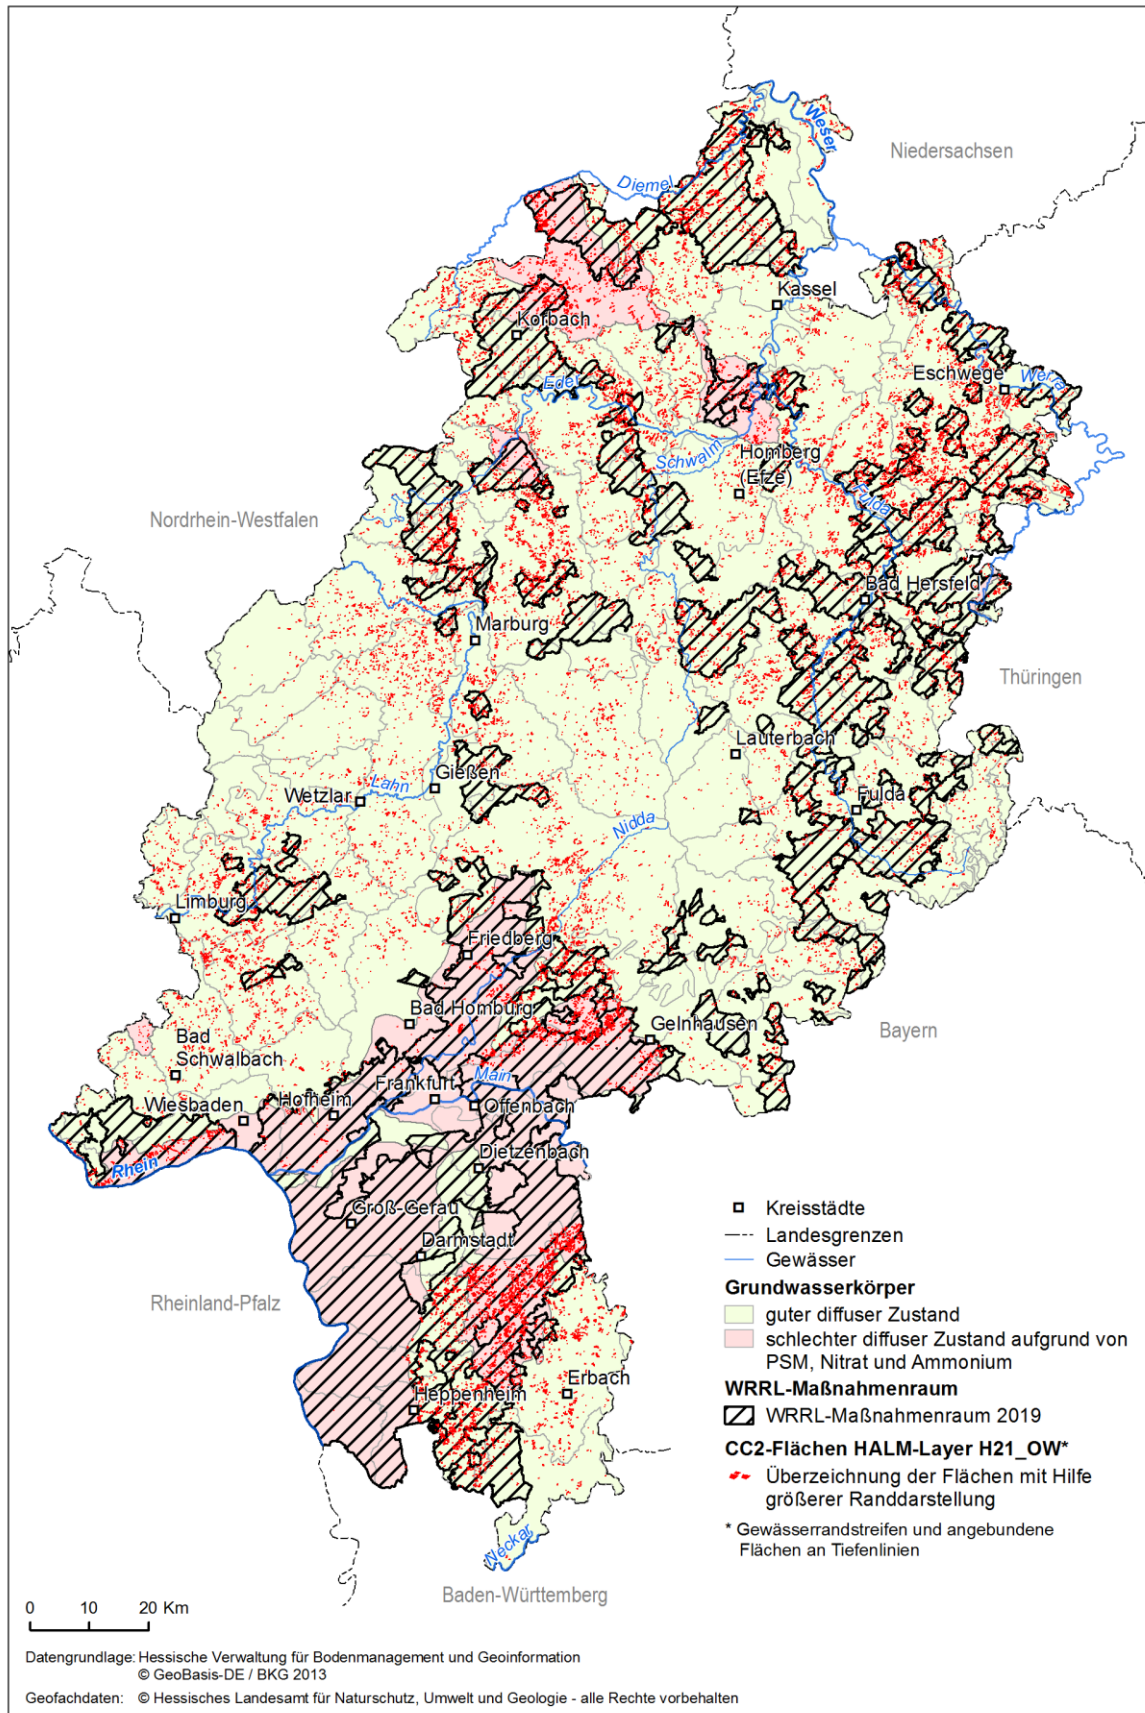 Weser
Niedersachsen
Diemel
Kassel
Korbach
Eschwege
Werra
Eder
Schwalm
Homberg
(Efze)
Fulda
Nordrhein-Westfalen
Bad Hersfeld
Marburg
Thüringen
Lauterbach
Gießen
Lahn
Wetzlar
Fulda
Nidda
Limburg
Friedberg
Bad Homburg
Gelnhausen
Bayern
Bad
Schwalbach
Main
Frankfurt
Wiesbaden
Hofheim
Offenbach
Rhein
Dietzenbach
Groß-Gerau
Darmstadt
Rheinland-Pfalz
Erbach
Heppenheim
Neckar
Baden-Württemberg
Kreisstädte
Landesgrenzen
Gewässer
Grundwasserkörper
guter diffuser Zustand
schlechter diffuser Zustand aufgrund von
PSM, Nitrat und Ammonium
WRRL-Maßnahmenraum
WRRL-Maßnahmenraum 2019
CC2-Flächen HALM-Layer H21_OW*
Überzeichnung der Flächen mit Hilfe
größerer Randdarstellung
* Gewässerrandstreifen und angebundene
Flächen an Tiefenlinien
0 10 20 Km
Datengrundlage: Hessische Verwaltung für Bodenmanagement und Geoinformation
© GeoBasis-DE / BKG 2013
Geofachdaten: © Hessisches Landesamt für Naturschutz, Umwelt und Geologie - alle Rechte vorbehalten